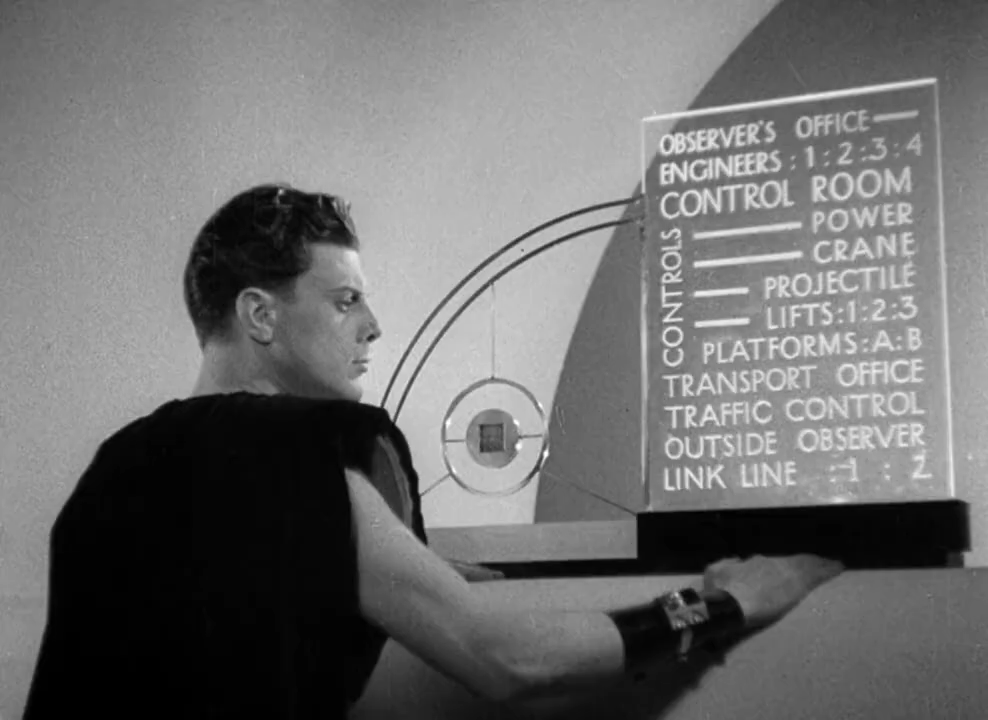 OBSERVER'S OFFICE
ENGINEERS : 1 : 2 : 3 : 4
CONTROL ROOM
CONTROLS
POWER
CRANE
PROJECTILE
LIFTS : 1 : 2 : 3
PLATFORMS : A : B
TRANSPORT OFFICE
TRAFFIC CONTROL
OUTSIDE OBSERVER
LINK LINE : 1 : 2